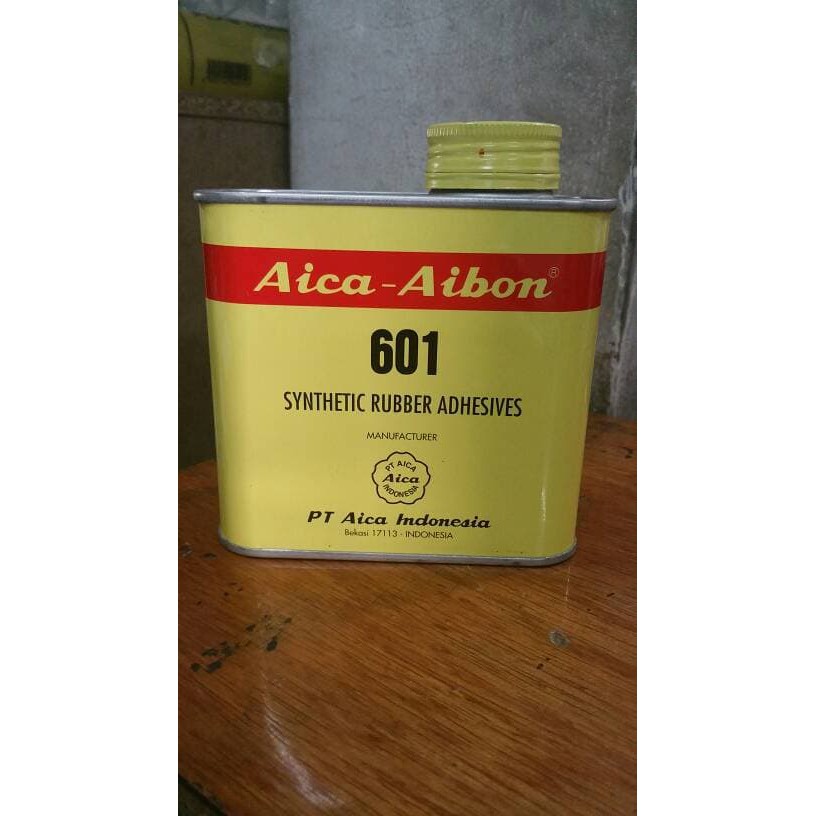 Aica-Aibon®
601
SYNTHETIC RUBBER ADHESIVES
MANUFACTURER
PT AICA
Aica
INDONESIA
PT Aica Indonesia
Bekasi 17113 - INDONESIA